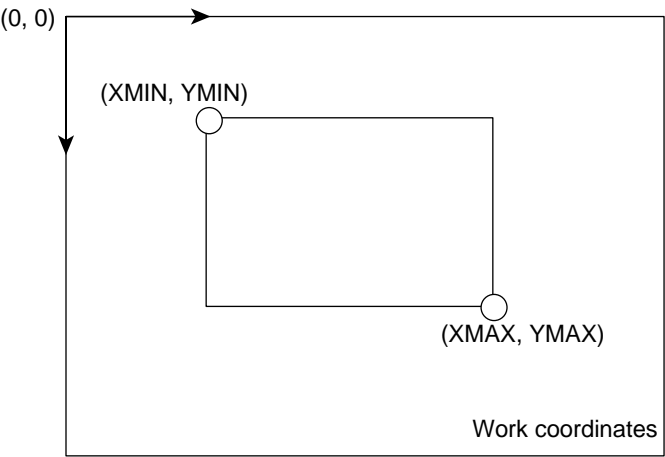 (0, 0)
(XMIN, YMIN)
(XMAX, YMAX)
Work coordinates